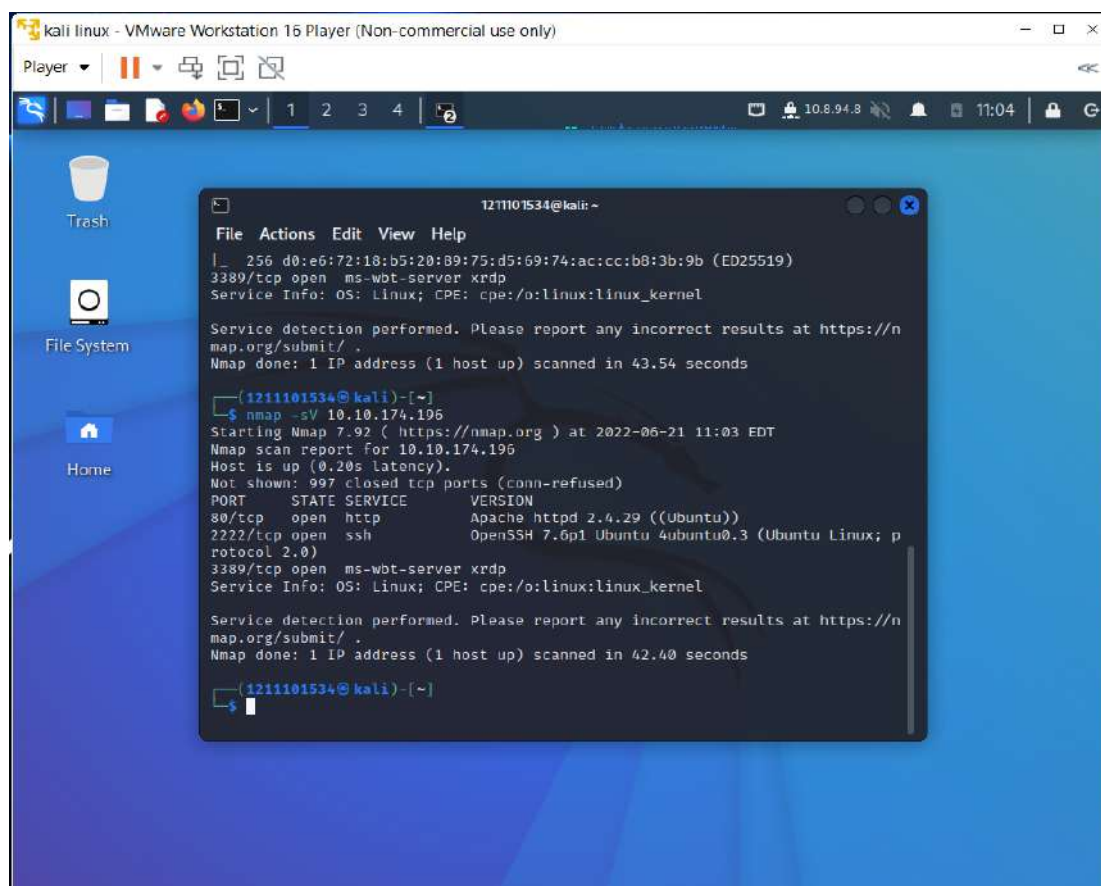 kali linux - VMware Workstation 16 Player (Non-commercial use only)
Player
1 2 3 4
2
10.8.94.8
11:04
Trash
File System
Home
1211101534@kali: ~
File Actions Edit View Help
|_  256 d0:e6:72:18:b5:20:89:75:d5:69:74:ac:cc:b8:3b:9b (ED25519)
3389/tcp open  ms-wbt-server xrdp
Service Info: OS: Linux; CPE: cpe:/o:linux:linux_kernel
Service detection performed. Please report any incorrect results at https://n
map.org/submit/ .
Nmap done: 1 IP address (1 host up) scanned in 43.54 seconds
┌──(1211101534㉿kali)-[~]
└─$ nmap -sV 10.10.174.196
Starting Nmap 7.92 ( https://nmap.org ) at 2022-06-21 11:03 EDT
Nmap scan report for 10.10.174.196
Host is up (0.20s latency).
Not shown: 997 closed tcp ports (conn-refused)
PORT     STATE SERVICE       VERSION
80/tcp   open  http          Apache httpd 2.4.29 ((Ubuntu))
2222/tcp open  ssh           OpenSSH 7.6p1 Ubuntu 4ubuntu0.3 (Ubuntu Linux; p
rotocol 2.0)
3389/tcp open  ms-wbt-server xrdp
Service Info: OS: Linux; CPE: cpe:/o:linux:linux_kernel
Service detection performed. Please report any incorrect results at https://n
map.org/submit/ .
Nmap done: 1 IP address (1 host up) scanned in 42.40 seconds
┌──(1211101534㉿kali)-[~]
└─$